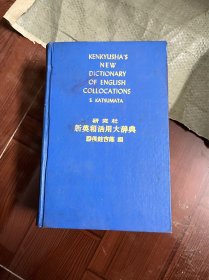 KENKYUSHA'S
NEW
DICTIONARY
OF ENGLISH
COLLOCATIONS
S. KATSUMATA
研究社
新英和活用大辞典
勝俣銓吉郎 編